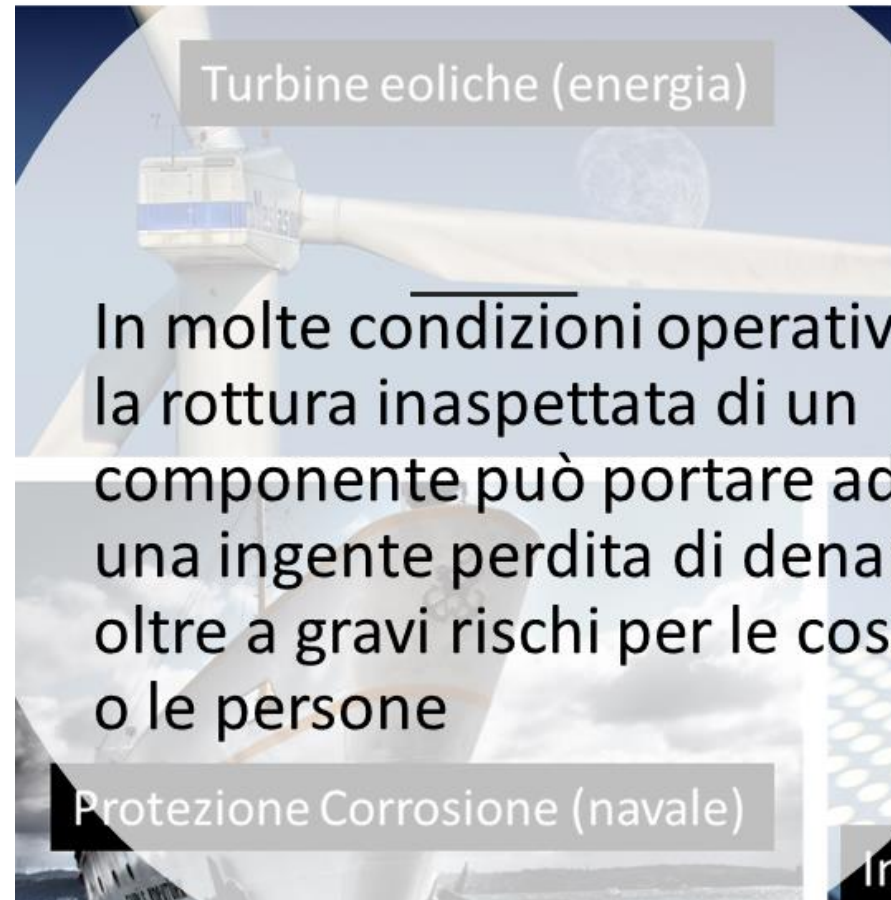 Turbine eoliche (energia)
In molte condizioni operativ
la rottura inaspettata di un
componente può portare ad
una ingente perdita di dena
oltre a gravi rischi per le cos
o le persone
Protezione Corrosione (navale)
In